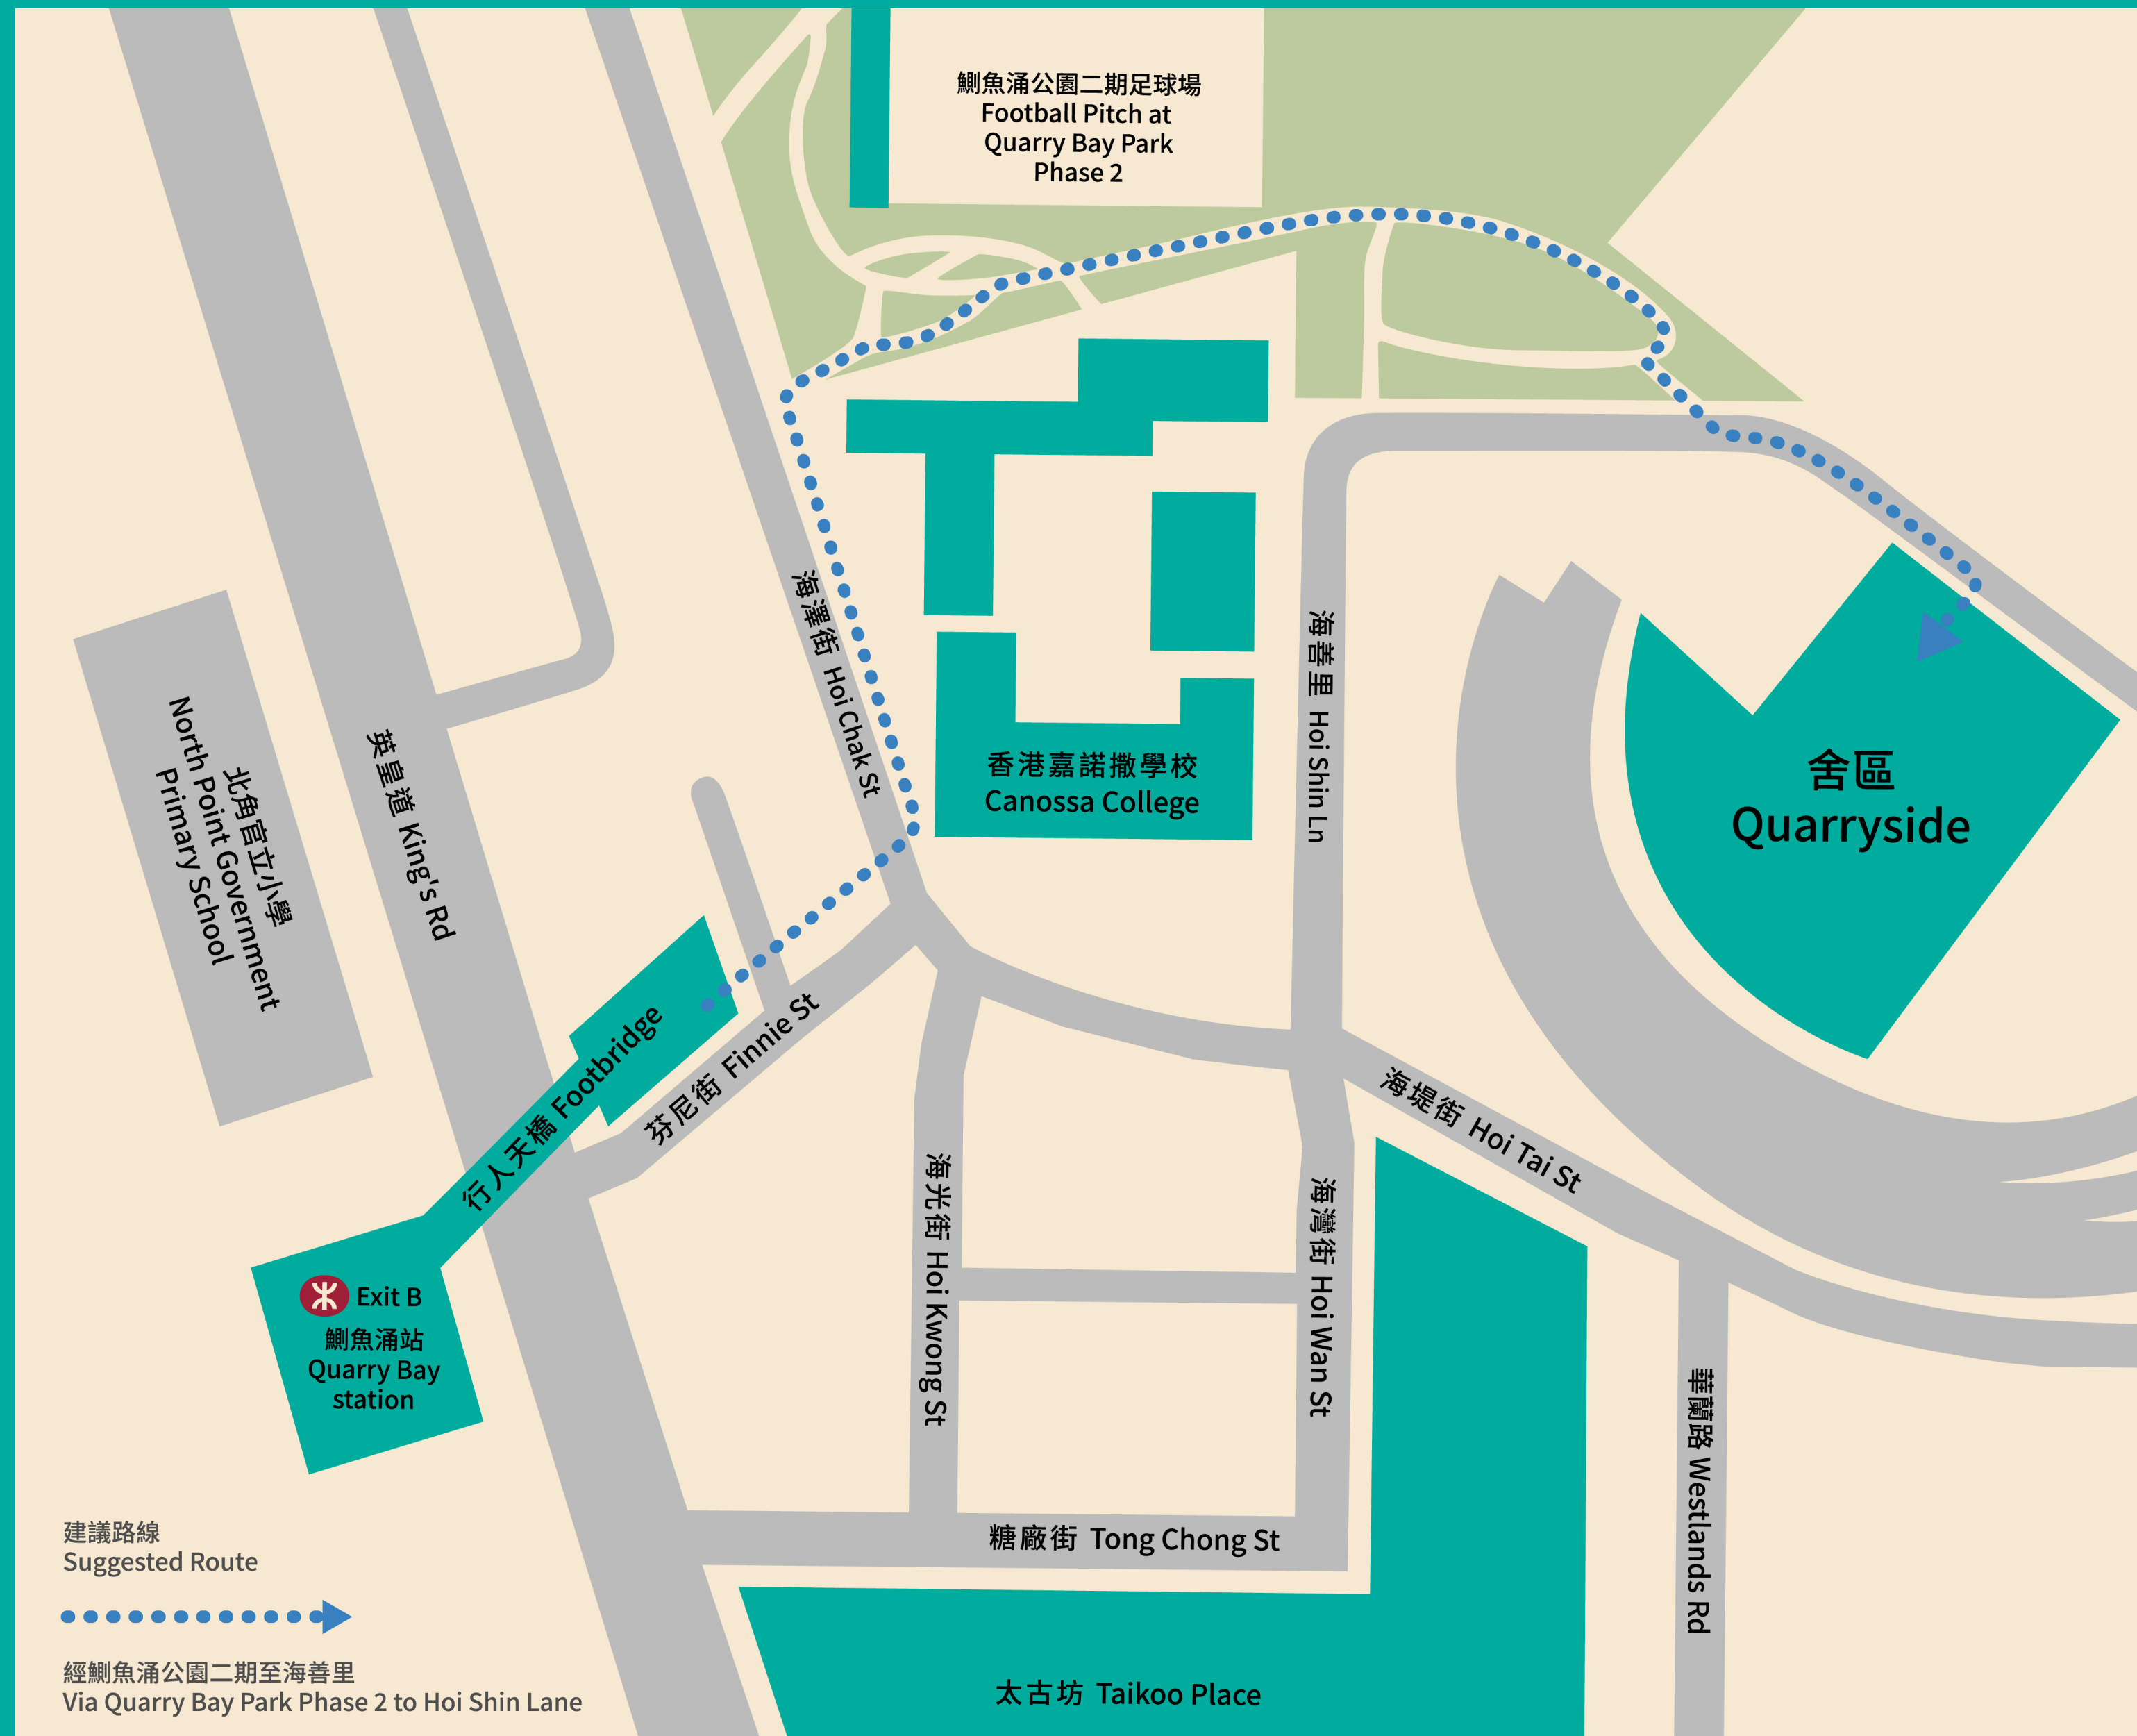 鰂魚涌公園二期足球場
Football Pitch at
Quarry Bay Park
Phase 2
海澤街 Hoi Chak St
海善里 Hoi Shin Ln
香港嘉諾撒學校
Canossa College
舍區
Quarryside
北角官立小學
North Point Government
Primary School
英皇道 King's Rd
行人天橋 Footbridge
芬尼街 Finnie St
海堤街 Hoi Tai St
海光街 Hoi Kwong St
海灣街 Hoi Wan St
華蘭路 Westlands Rd
Exit B
鰂魚涌站
Quarry Bay
station
糖廠街 Tong Chong St
太古坊 Taikoo Place
建議路線
Suggested Route
經鰂魚涌公園二期至海善里
Via Quarry Bay Park Phase 2 to Hoi Shin Lane